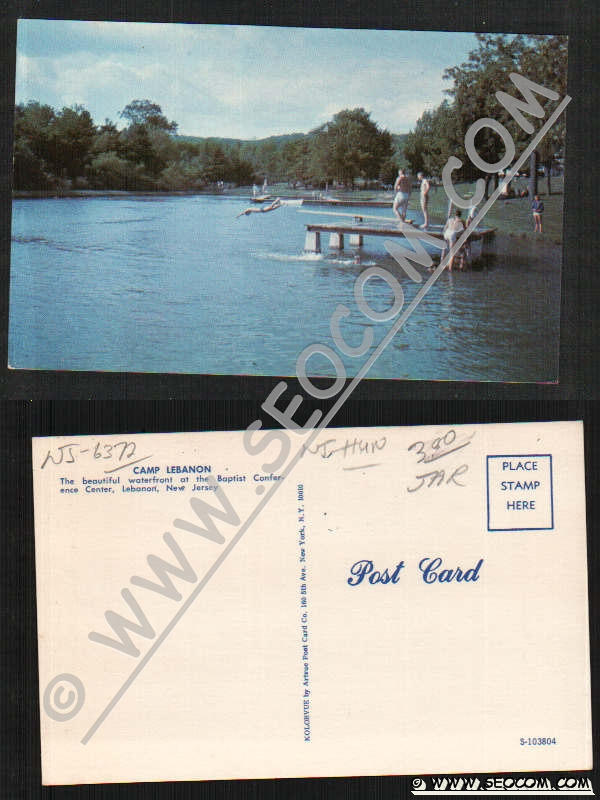 © WWW.SEOCOM.COM
NJ-6372
NJ-HUN
3.80
JAR
CAMP LEBANON
The beautiful waterfront at the Baptist Confer-
ence Center, Lebanon, New Jersey
PLACE
STAMP
HERE
Post Card
KOLORVUE by Artvue Post Card Co. 160 5th Ave. New York, N. Y. 10010
S-103804
© WWW.SEOCOM.COM